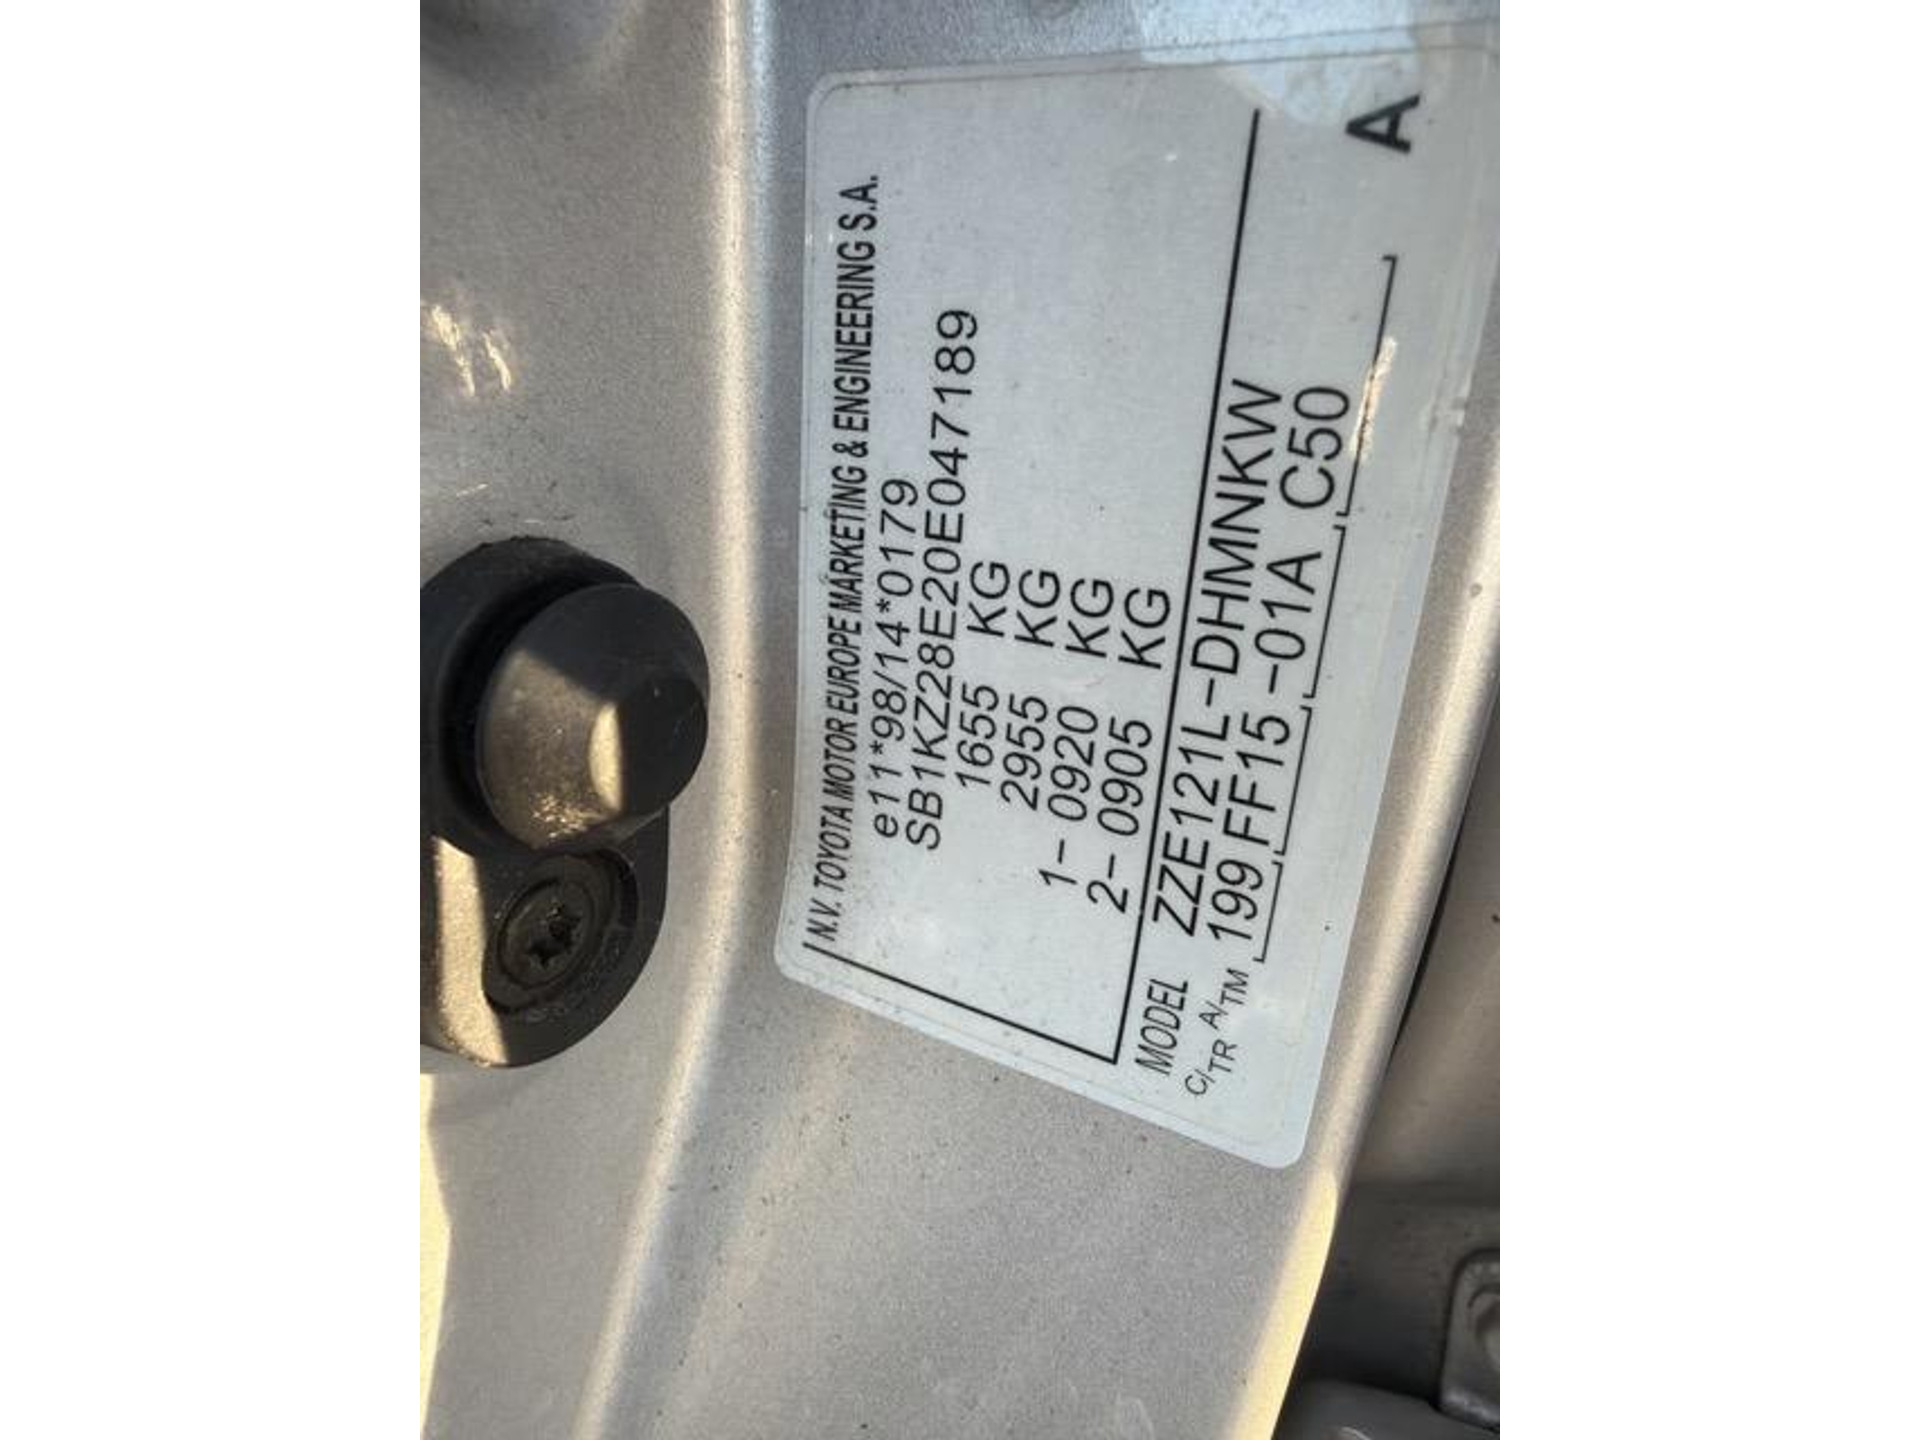 N.V. TOYOTA MOTOR EUROPE MARKETING & ENGINEERING S.A.
e11*98/14*0179
SB1KZ28E20E047189
1655 KG
2955 KG
1- 0920 KG
2- 0905 KG
MODEL ZZE121L-DHMNKW
C/TR A/TM 199 FF15 -01A C50
A